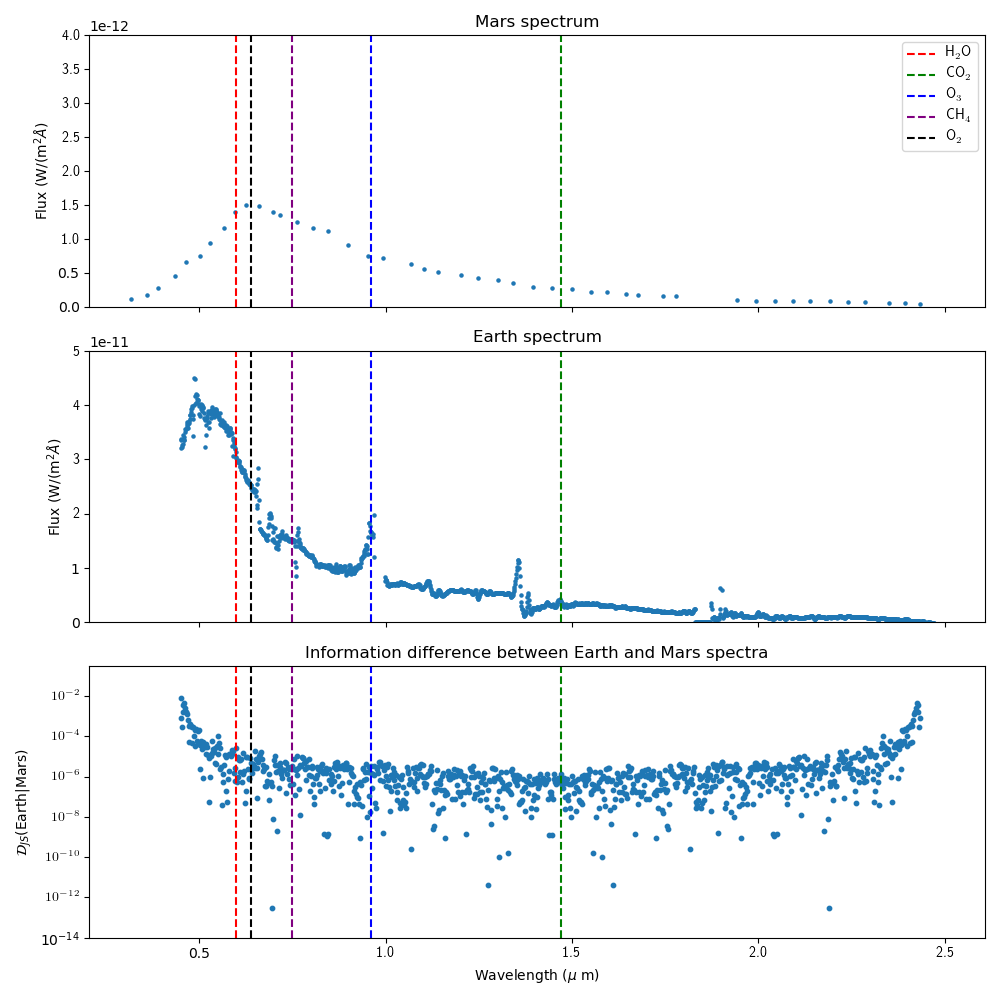 Mars spectrum
1e-12
4.0
3.5
3.0
2.5
2.0
1.5
1.0
0.5
0.0
Flux (W/(m²Å)
H₂O
CO₂
O₃
CH₄
O₂
Earth spectrum
1e-11
5
4
3
2
1
0
Flux (W/(m²Å)
Information difference between Earth and Mars spectra
10⁻²
10⁻⁴
10⁻⁶
10⁻⁸
10⁻¹⁰
10⁻¹²
10⁻¹⁴
𝒟_JS(Earth|Mars)
0.5 1.0 1.5 2.0 2.5
Wavelength (μ m)